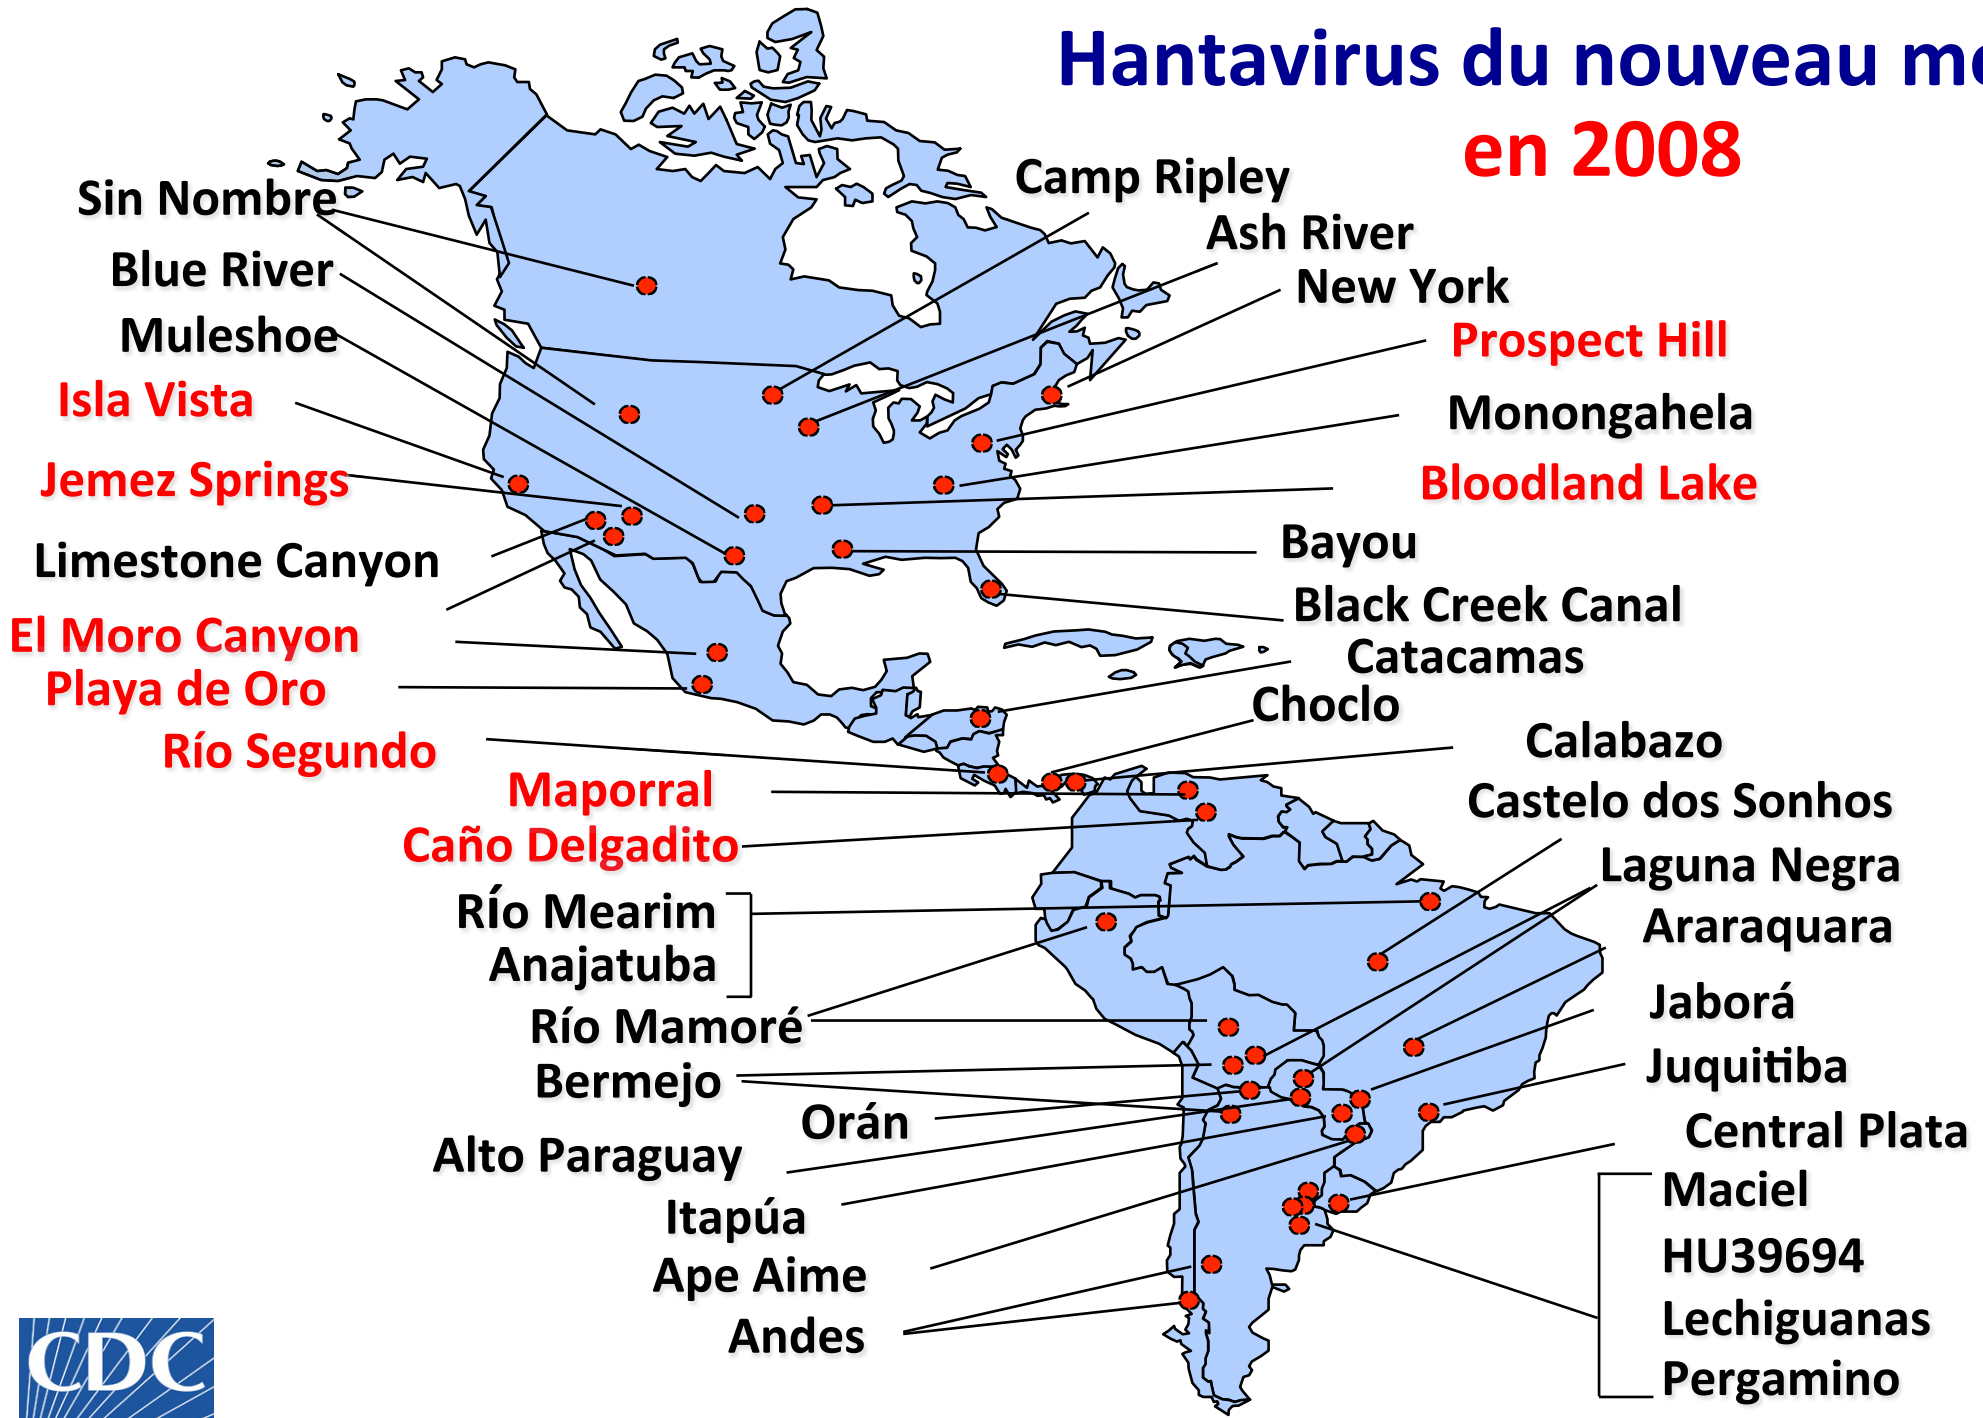 Hantavirus du nouveau
en 2008
Sin Nombre
Blue River
Muleshoe
Isla Vista
Jemez Springs
Limestone Canyon
El Moro Canyon
Playa de Oro
Río Segundo
Maporral
Caño Delgadito
RÍo Mearim
Anajatuba
Río Mamoré
Bermejo
Orán
Alto Paraguay
Itapúa
Ape Aime
Andes
Camp Ripley
Ash River
New York
Prospect Hill
Monongahela
Bloodland Lake
Bayou
Black Creek Canal
Catacamas
Choclo
Calabazo
Castelo dos Sonhos
Laguna Negra
Araraquara
Jaborá
Juquitiba
Central Plata
Maciel
HU39694
Lechiguanas
Pergamino
CDC